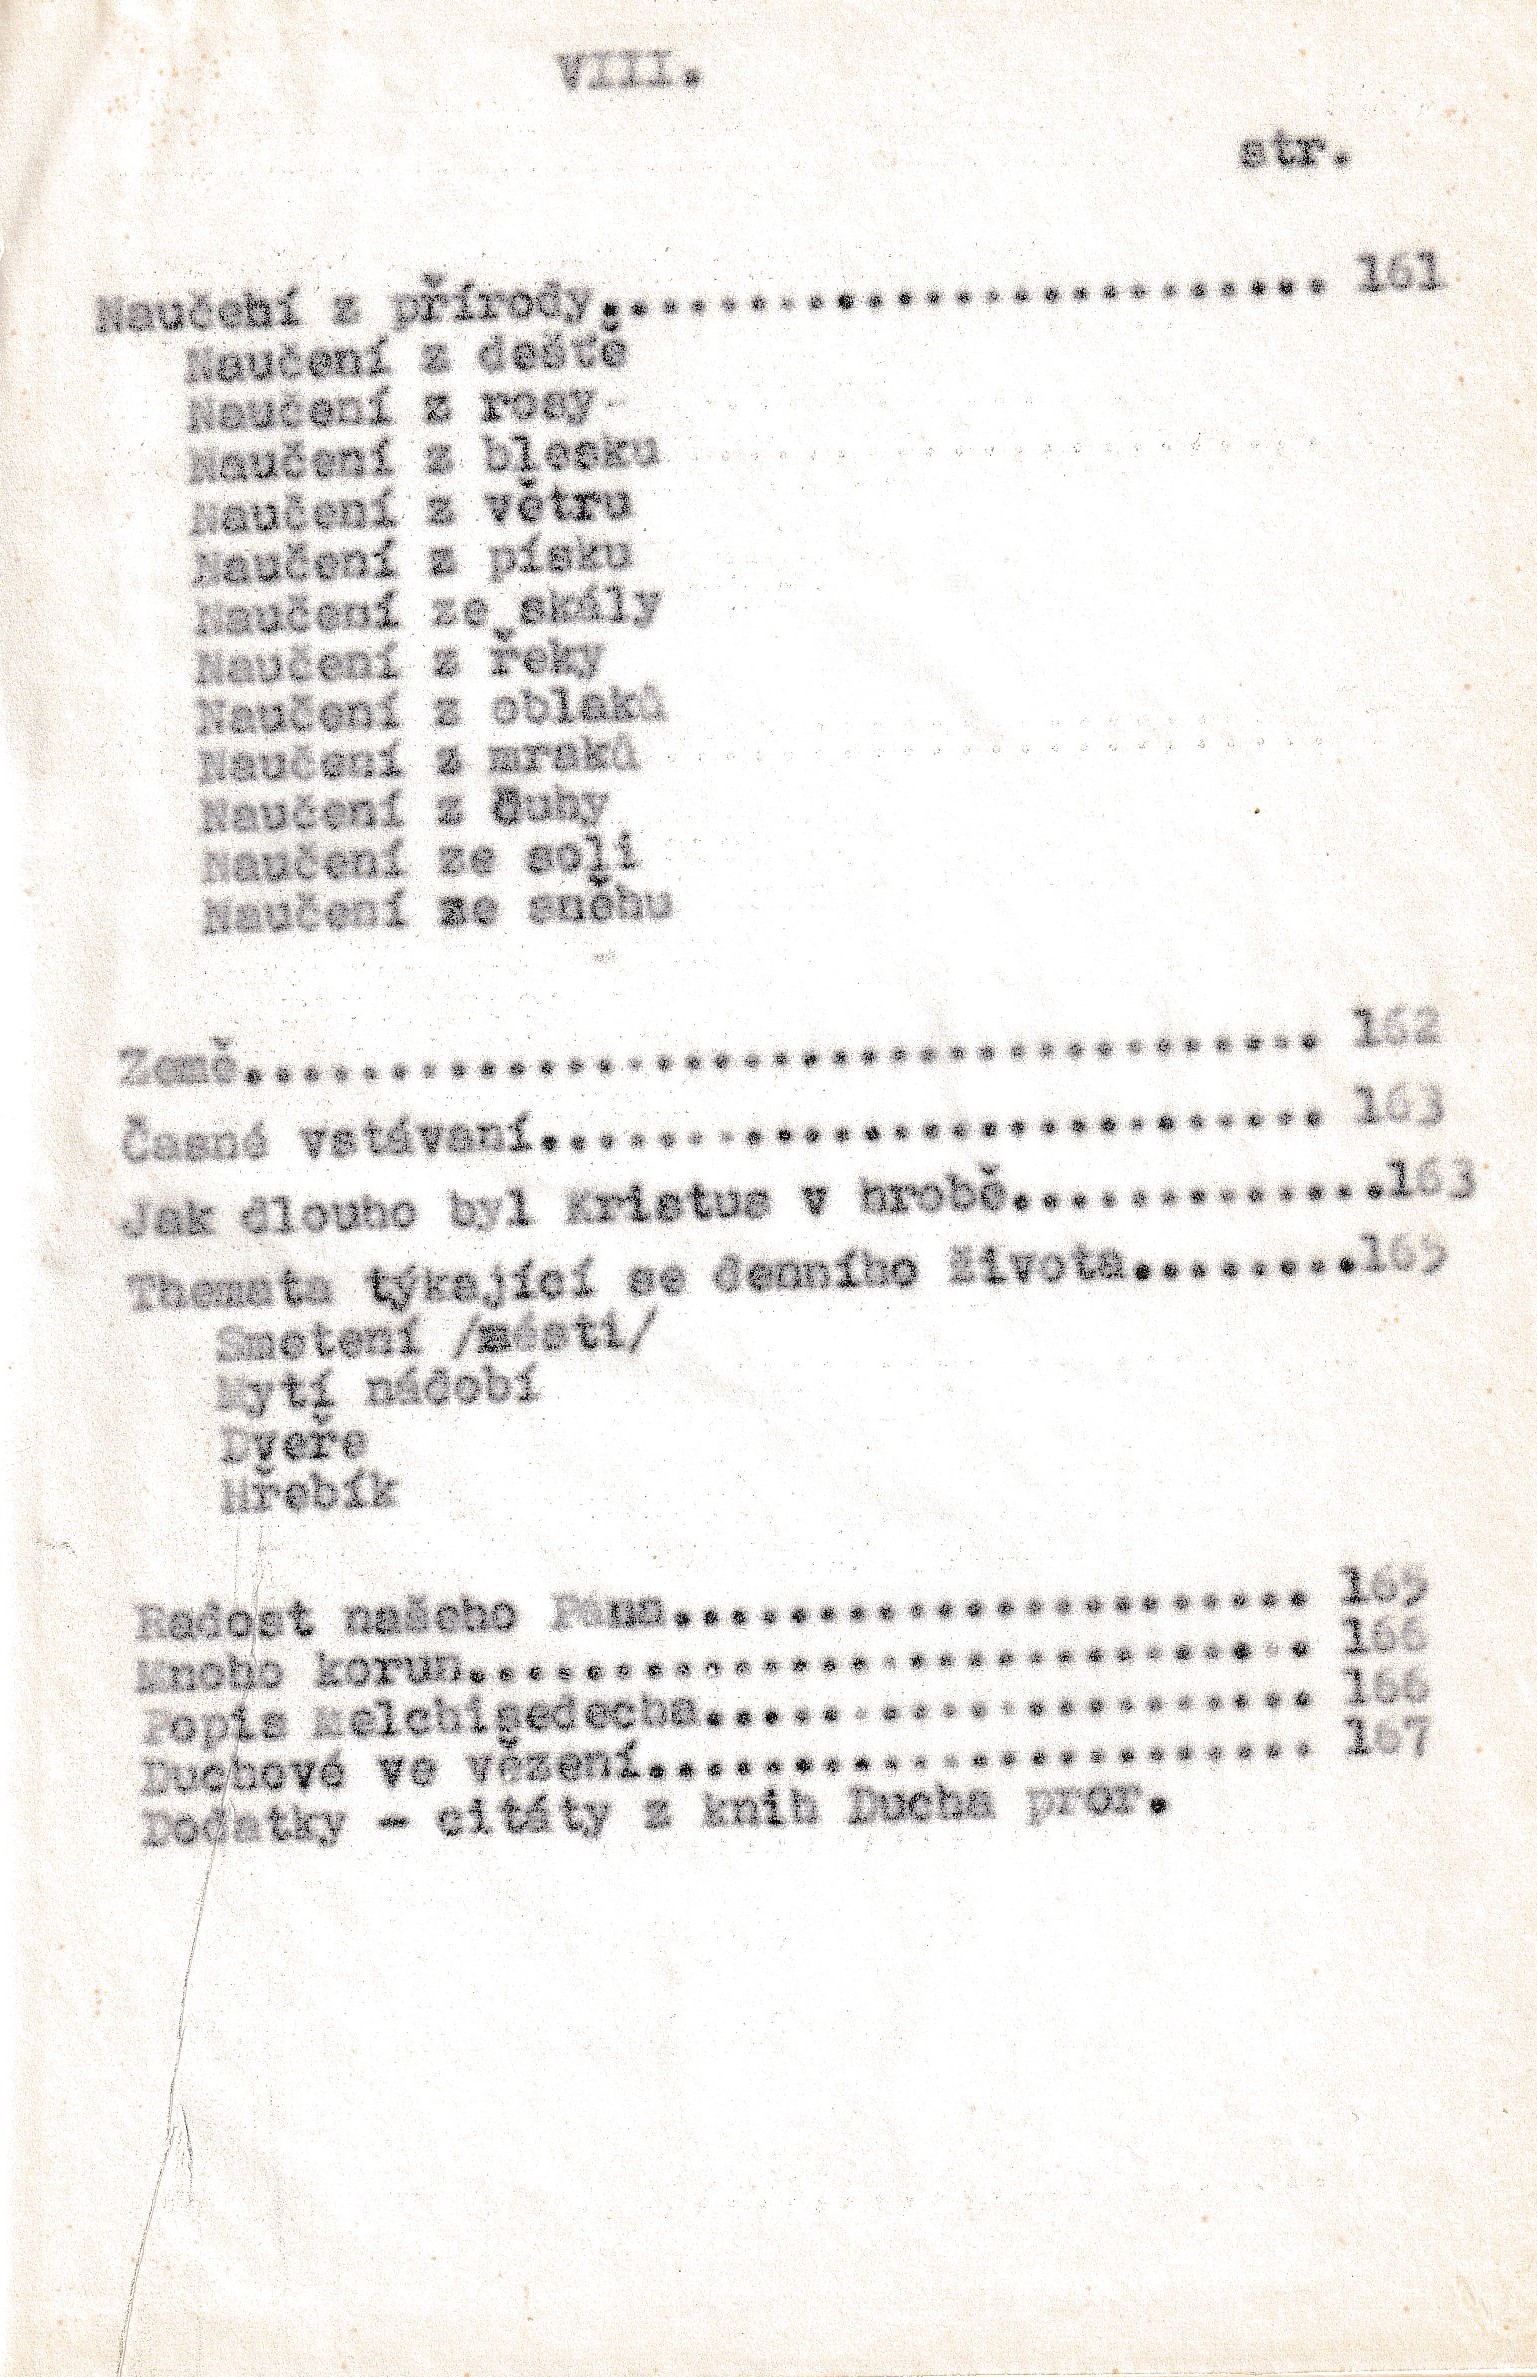 VIII.
str.
Naučení z přírody......................... 161
Naučení z deště
Naučení z rosy
Naučení z blesku
Naučení z větru
Naučení z písku
Naučení ze skály
Naučení z řeky
Naučení z oblaků
Naučení z mraků
Naučení z duhy
Naučení ze soli
Naučení ze sněhu
Země..................................... 162
Časné vstávaní........................... 163
Jak dlouho byl Kristus v hrobě.............163
Themata týkající se denního života........165
Smetení /městi/
Mytí nádobí
Dveře
Hřebík
Radost našeho Pána...................... 165
Mnoho korun............................. 166
Popis Melchisedecha..................... 166
Duchové ve vězení....................... 167
Dodatky - citáty z knih Ducha pror.